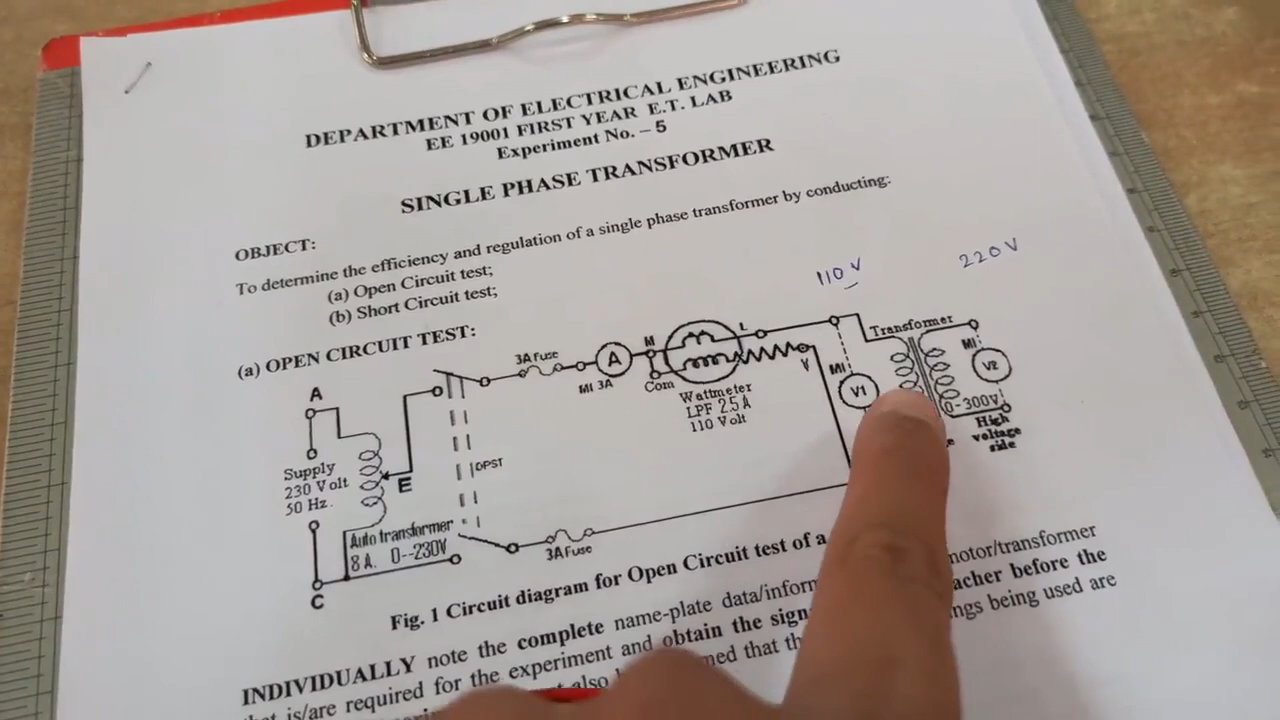 DEPARTMENT OF ELECTRICAL ENGINEERING
EE 19001 FIRST YEAR E.T. LAB
Experiment No. – 5
SINGLE PHASE TRANSFORMER
OBJECT:
To determine the efficiency and regulation of a single phase transformer by conducting:
(a) Open Circuit test;
(b) Short Circuit test;
110 V
220 V
(a) OPEN CIRCUIT TEST:
A
Supply
230 Volt
50 Hz.
C
E
Auto transformer
8 A. 0--230V
DPST
3A Fuse
3A Fuse
MI 3A
A
M
L
Com
V
Wattmeter
LPF 2.5 A
110 Volt
MI
V1
Transformer
MI
V2
0-300V
High
voltage
side
Fig. 1 Circuit diagram for Open Circuit test of a
INDIVIDUALLY note the complete name-plate data/inform motor/transformer
that is/are required for the experiment and obtain the sign acher before the
also med that th ngs being used are